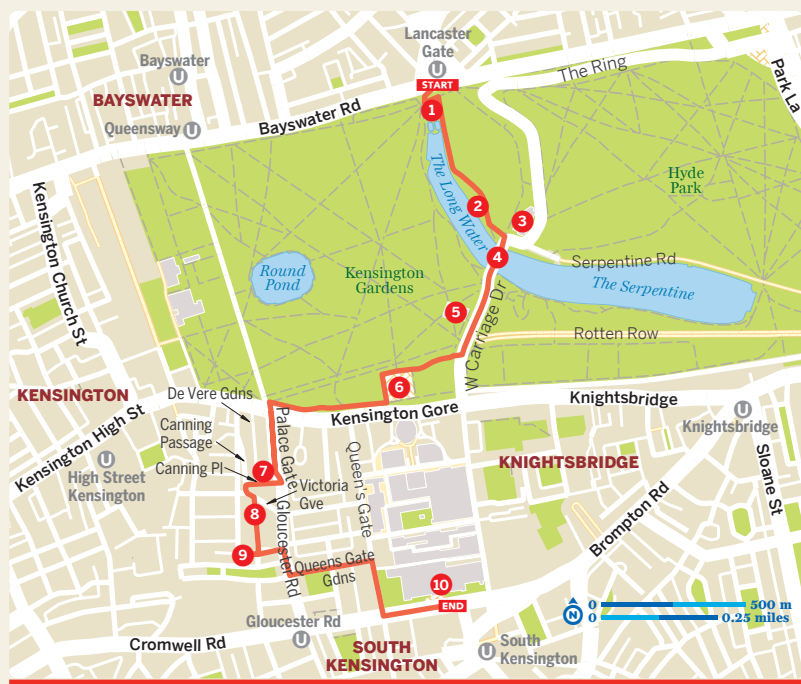 Lancaster
Gate
U
START
The Ring
Park La
Bayswater
U
BAYSWATER
Queensway U
Bayswater Rd
1
The Long Water
Hyde
Park
2
3
Kensington Church St
4
Serpentine Rd
The Serpentine
Round
Pond
Kensington
Gardens
5
W Carriage Dr
Rotten Row
6
KENSINGTON
De Vere Gdns
Kensington Gore
Knightsbridge
Kensington High St
Palace Gate
U
Knightsbridge
Canning
Passage
Queen's Gate
U
High Street
Kensington
Canning Pl
7
KNIGHTSBRIDGE
Sloane St
Victoria
Gve
8
Gloucester Rd
Brompton Rd
9
Queens Gate
Gdns
10
END
N
0 500 m
0 0.25 miles
Gloucester Rd
U
Cromwell Rd
SOUTH
KENSINGTON
U South
Kensington